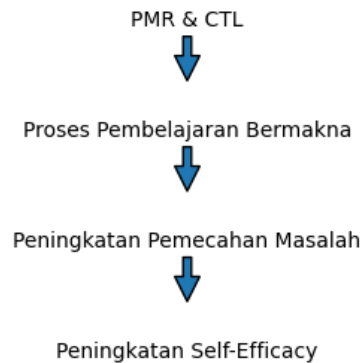 PMR & CTL
Proses Pembelajaran Bermakna
Peningkatan Pemecahan Masalah
Peningkatan Self-Efficacy